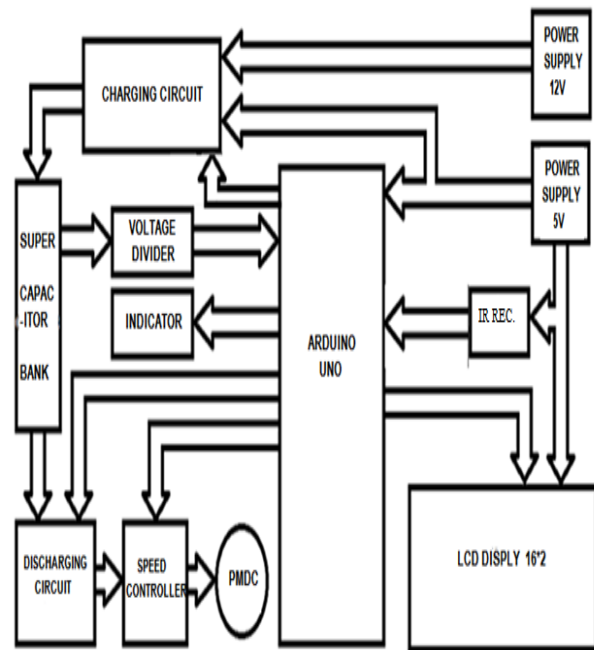 POWER
SUPPLY
12V
CHARGING CIRCUIT
POWER
SUPPLY
5V
SUPER
CAPAC
-ITOR
BANK
VOLTAGE
DIVIDER
INDICATOR
ARDUINO
UNO
IR REC.
DISCHARGING
CIRCUIT
SPEED
CONTROLLER
PMDC
LCD DISPLY 16*2